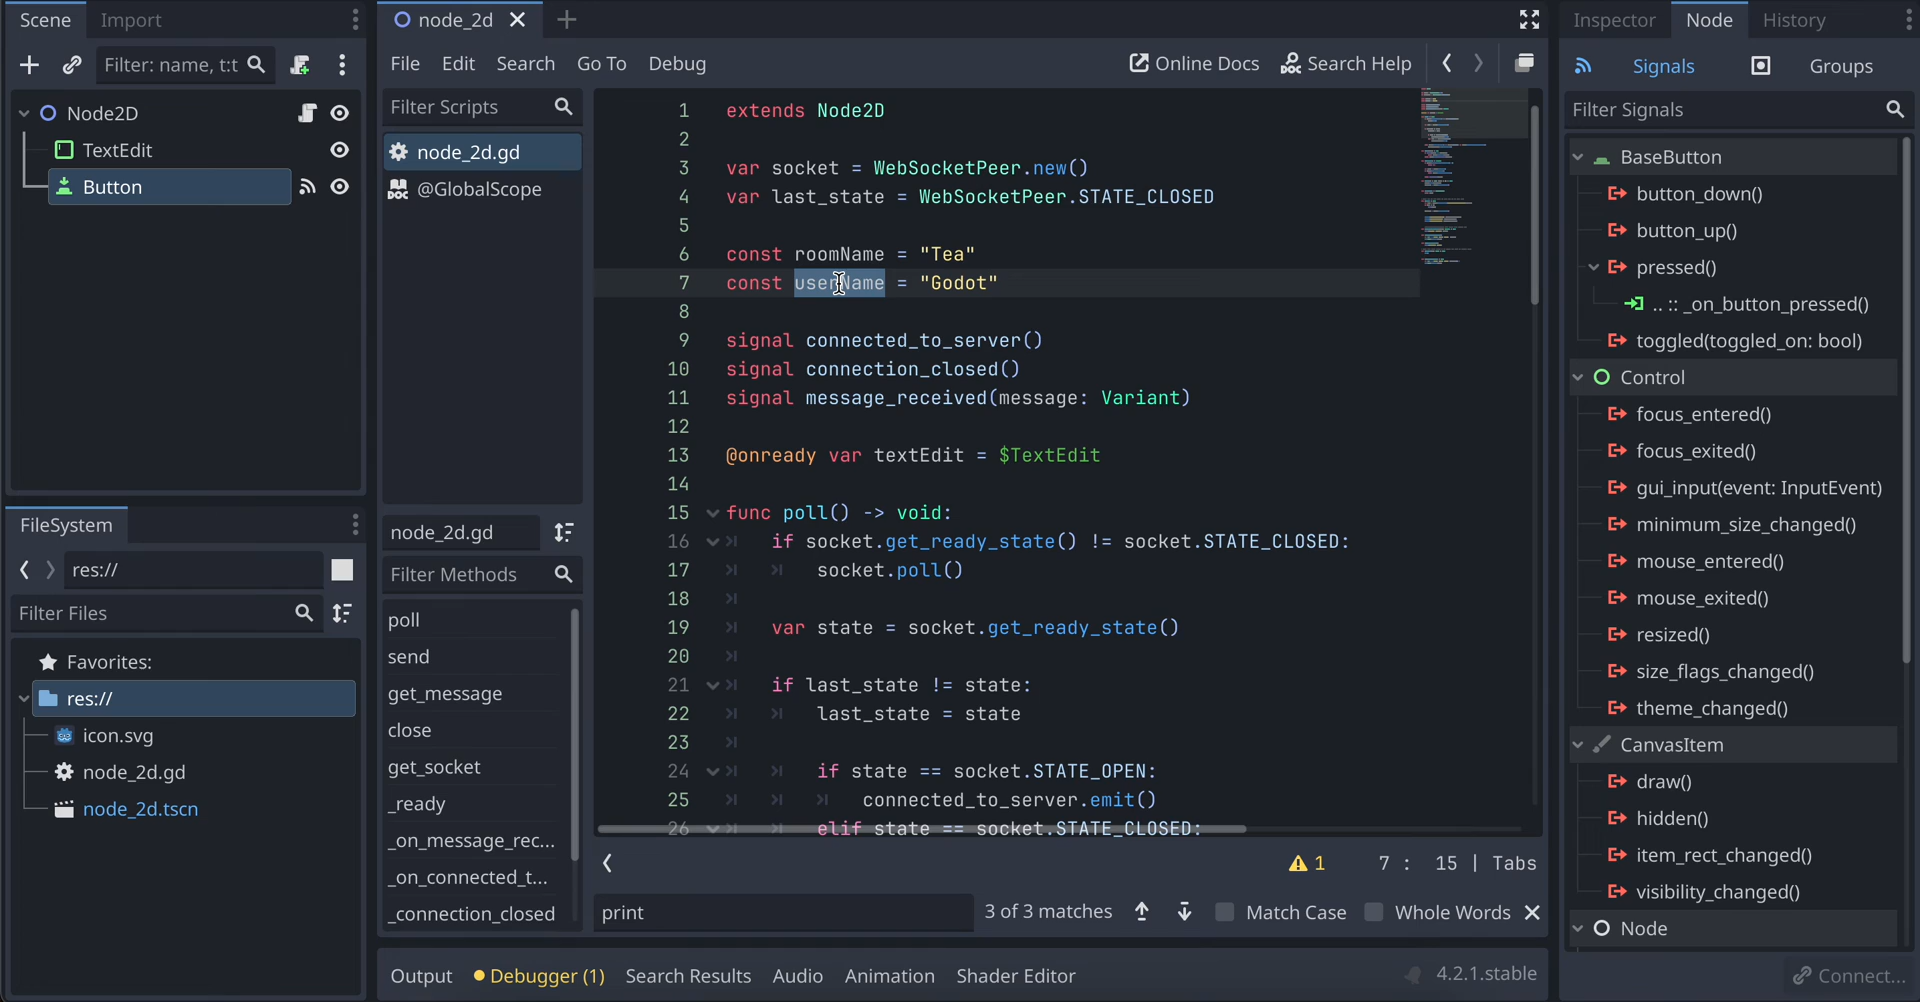 Scene Import
Filter: name, t:t
Node2D
TextEdit
Button
FileSystem
res://
Filter Files
Favorites:
res://
icon.svg
node_2d.gd
node_2d.tscn
node_2d
File Edit Search Go To Debug
Online Docs Search Help
Filter Scripts
node_2d.gd
@GlobalScope
node_2d.gd
Filter Methods
poll
send
get_message
close
get_socket
_ready
_on_message_rec...
_on_connected_t...
_connection_closed
1 extends Node2D
2
3 var socket = WebSocketPeer.new()
4 var last_state = WebSocketPeer.STATE_CLOSED
5
6 const roomName = "Tea"
7 const userName = "Godot"
8
9 signal connected_to_server()
10 signal connection_closed()
11 signal message_received(message: Variant)
12
13 @onready var textEdit = $TextEdit
14
15 func poll() -> void:
16 if socket.get_ready_state() != socket.STATE_CLOSED:
17 socket.poll()
18
19 var state = socket.get_ready_state()
20
21 if last_state != state:
22 last_state = state
23
24 if state == socket.STATE_OPEN:
25 connected_to_server.emit()
26 elif state == socket.STATE_CLOSED:
1 7 : 15 | Tabs
print 3 of 3 matches Match Case Whole Words
Output Debugger (1) Search Results Audio Animation Shader Editor 4.2.1.stable
Inspector Node History
Signals Groups
Filter Signals
BaseButton
button_down()
button_up()
pressed()
.. :: _on_button_pressed()
toggled(toggled_on: bool)
Control
focus_entered()
focus_exited()
gui_input(event: InputEvent)
minimum_size_changed()
mouse_entered()
mouse_exited()
resized()
size_flags_changed()
theme_changed()
CanvasItem
draw()
hidden()
item_rect_changed()
visibility_changed()
Node
Connect...